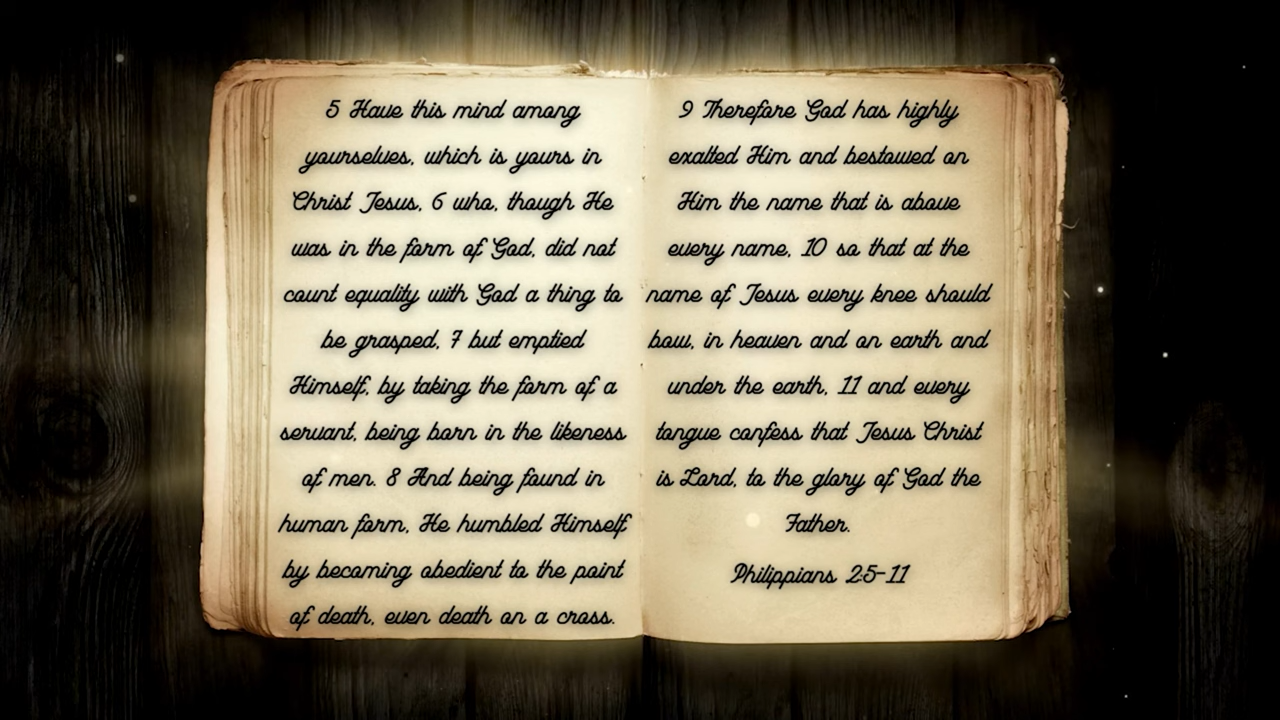 5 Have this mind among
yourselves, which is yours in
Christ Jesus, 6 who, though He
was in the form of God, did not
count equality with God a thing to
be grasped, 7 but emptied
Himself, by taking the form of a
servant, being born in the likeness
of men. 8 And being found in
human form, He humbled Himself
by becoming obedient to the point
of death, even death on a cross.
9 Therefore God has highly
exalted Him and bestowed on
Him the name that is above
every name, 10 so that at the
name of Jesus every knee should
bow, in heaven and on earth and
under the earth, 11 and every
tongue confess that Jesus Christ
is Lord, to the glory of God the
Father.
Philippians 2:5-11